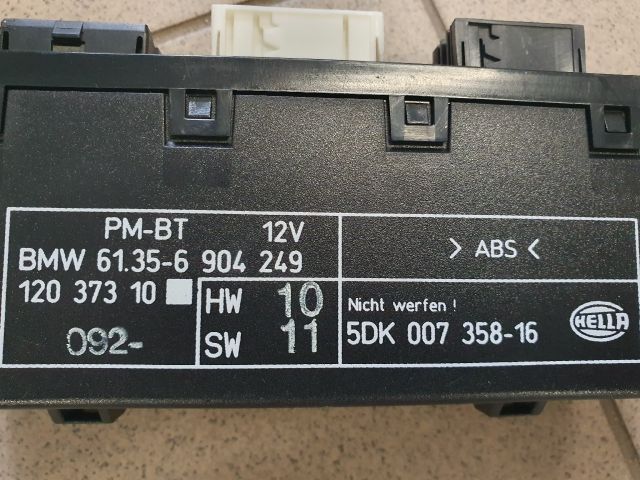 PM-BT 12V
BMW 61.35-6 904 249
120 373 10
092-
HW 10
SW 11
> ABS <
Nicht werfen !
5DK 007 358-16
HELLA